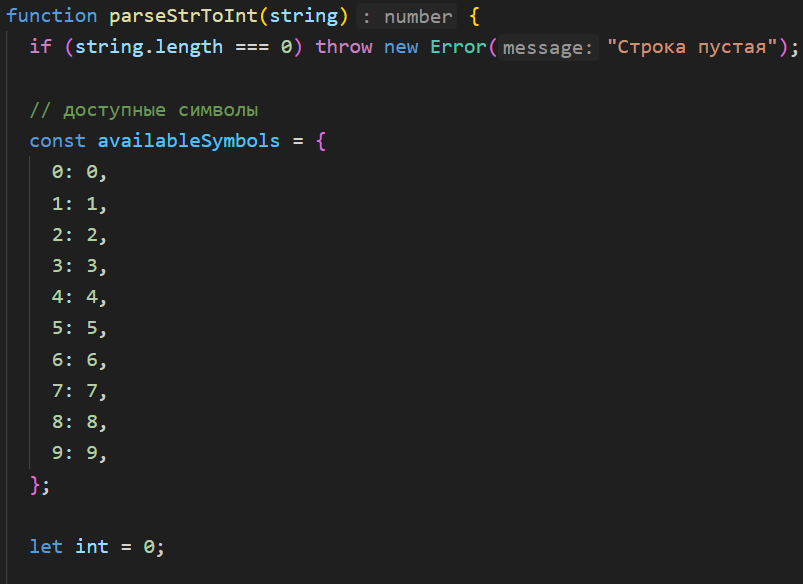 function parseStrToInt(string) : number {
if (string.length === 0) throw new Error(message: "Строка пустая");
// доступные символы
const availableSymbols = {
0: 0,
1: 1,
2: 2,
3: 3,
4: 4,
5: 5,
6: 6,
7: 7,
8: 8,
9: 9,
};
let int = 0;